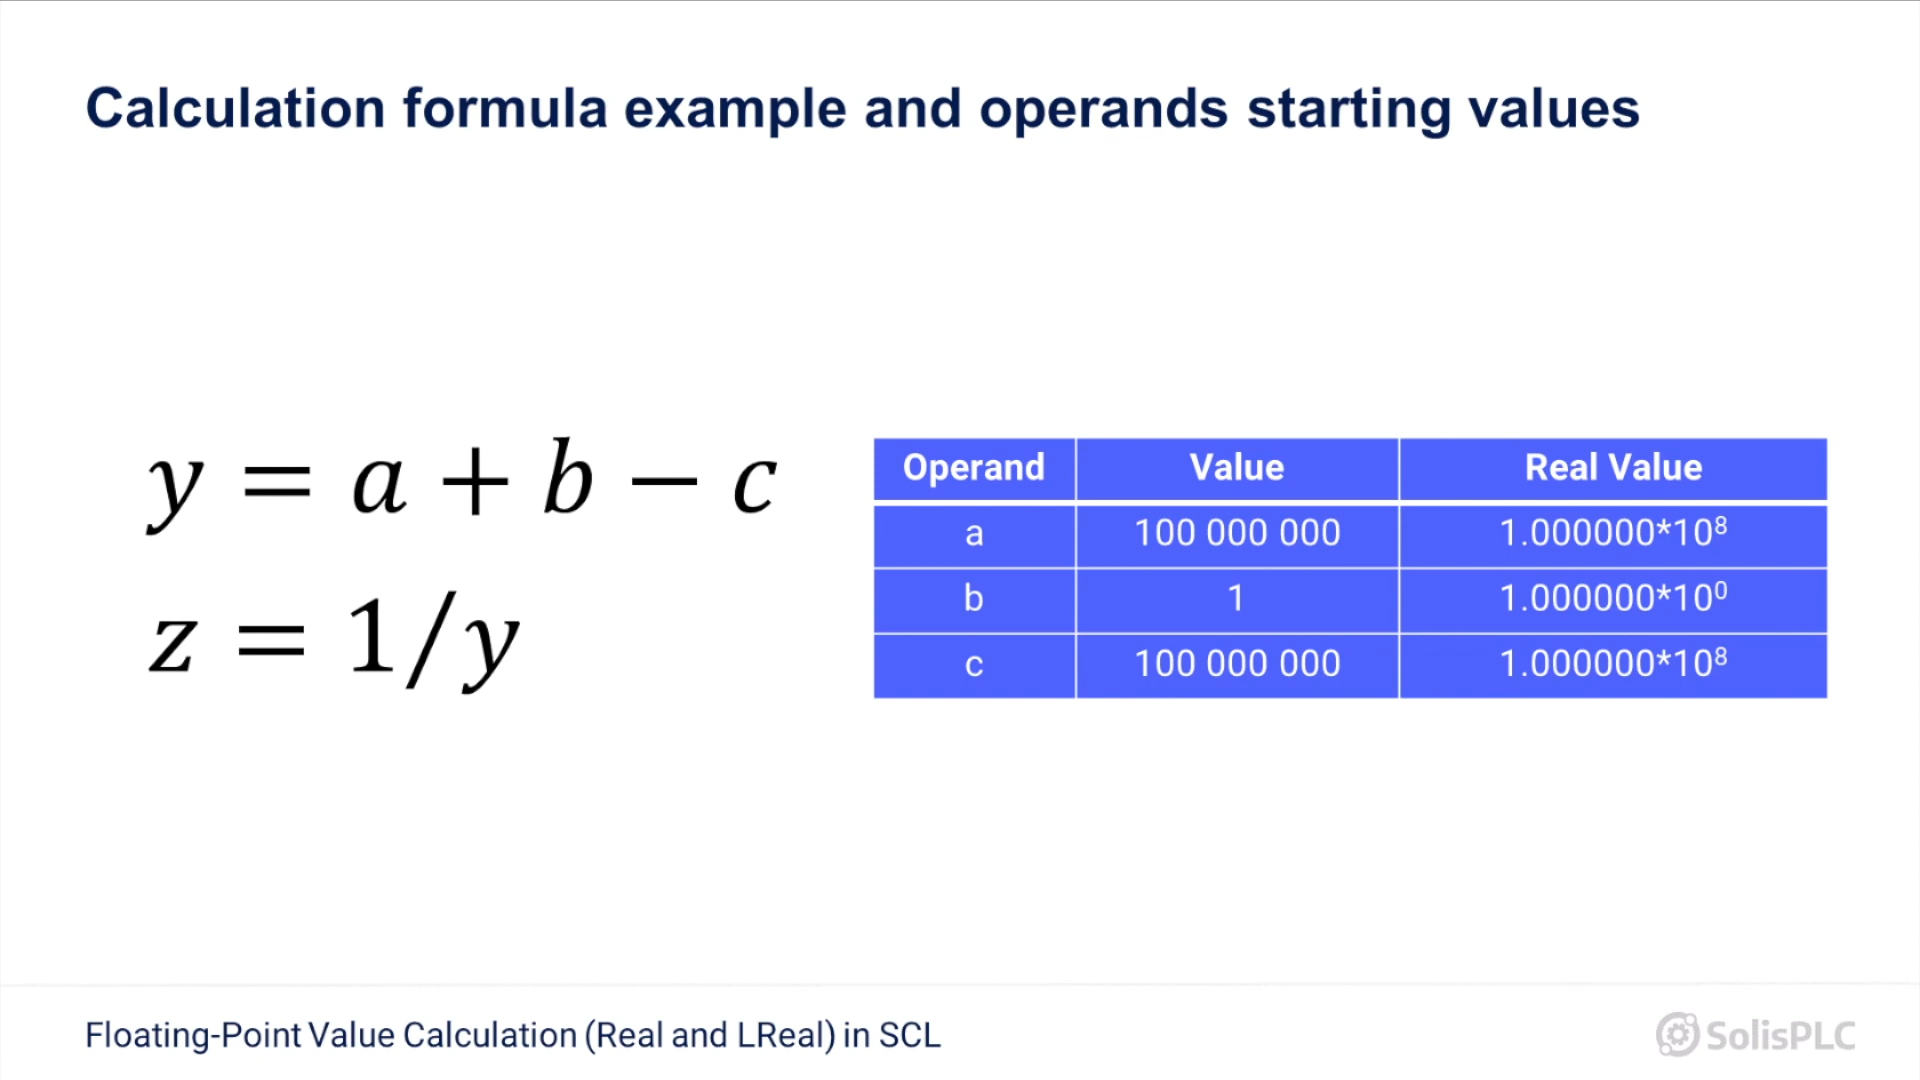 Calculation formula example and operands starting values
y = a + b − c
z = 1/y
Operand Value Real Value
a 100 000 000 1.000000*10⁸
b 1 1.000000*10⁰
c 100 000 000 1.000000*10⁸
Floating-Point Value Calculation (Real and LReal) in SCL
SolisPLC